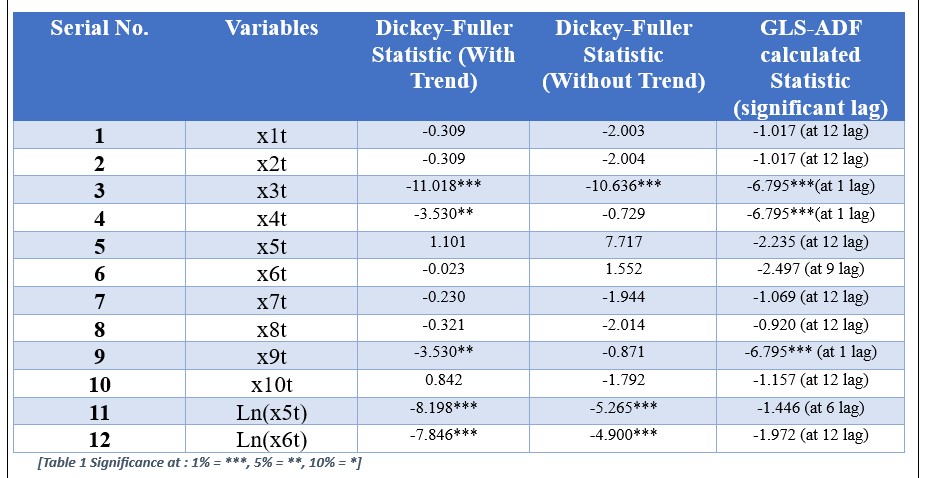 Serial No. Variables Dickey-Fuller Statistic (With Trend) Dickey-Fuller Statistic (Without Trend) GLS-ADF calculated Statistic (significant lag)
1 x1t -0.309 -2.003 -1.017 (at 12 lag)
2 x2t -0.309 -2.004 -1.017 (at 12 lag)
3 x3t -11.018*** -10.636*** -6.795***(at 1 lag)
4 x4t -3.530** -0.729 -6.795***(at 1 lag)
5 x5t 1.101 7.717 -2.235 (at 12 lag)
6 x6t -0.023 1.552 -2.497 (at 9 lag)
7 x7t -0.230 -1.944 -1.069 (at 12 lag)
8 x8t -0.321 -2.014 -0.920 (at 12 lag)
9 x9t -3.530** -0.871 -6.795*** (at 1 lag)
10 x10t 0.842 -1.792 -1.157 (at 12 lag)
11 Ln(x5t) -8.198*** -5.265*** -1.446 (at 6 lag)
12 Ln(x6t) -7.846*** -4.900*** -1.972 (at 12 lag)
[Table 1 Significance at : 1% = ***, 5% = **, 10% = *]